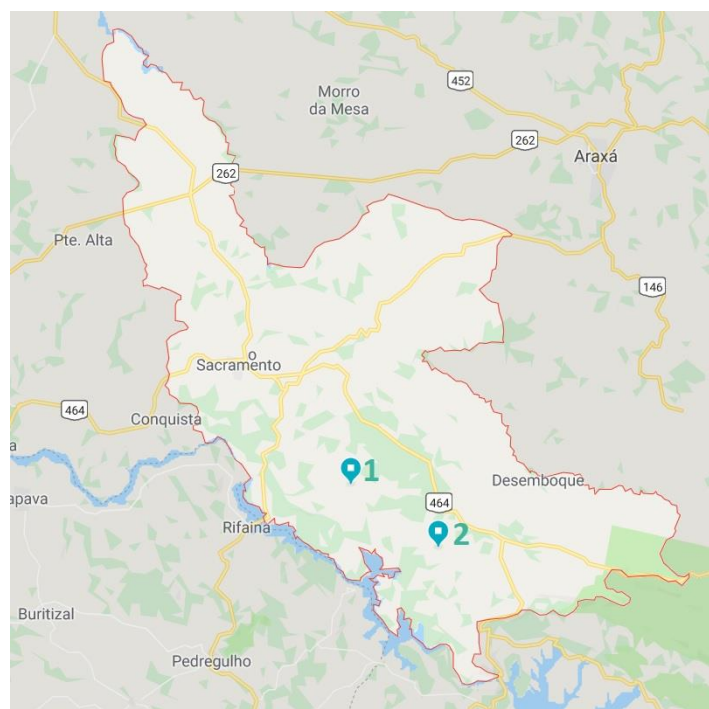 452
Morro
da Mesa
262
Araxá
262
Pte. Alta
146
Sacramento
464
Conquista
a
1
Desemboque
apava
464
Rifaina
2
Buritizal
Pedregulho